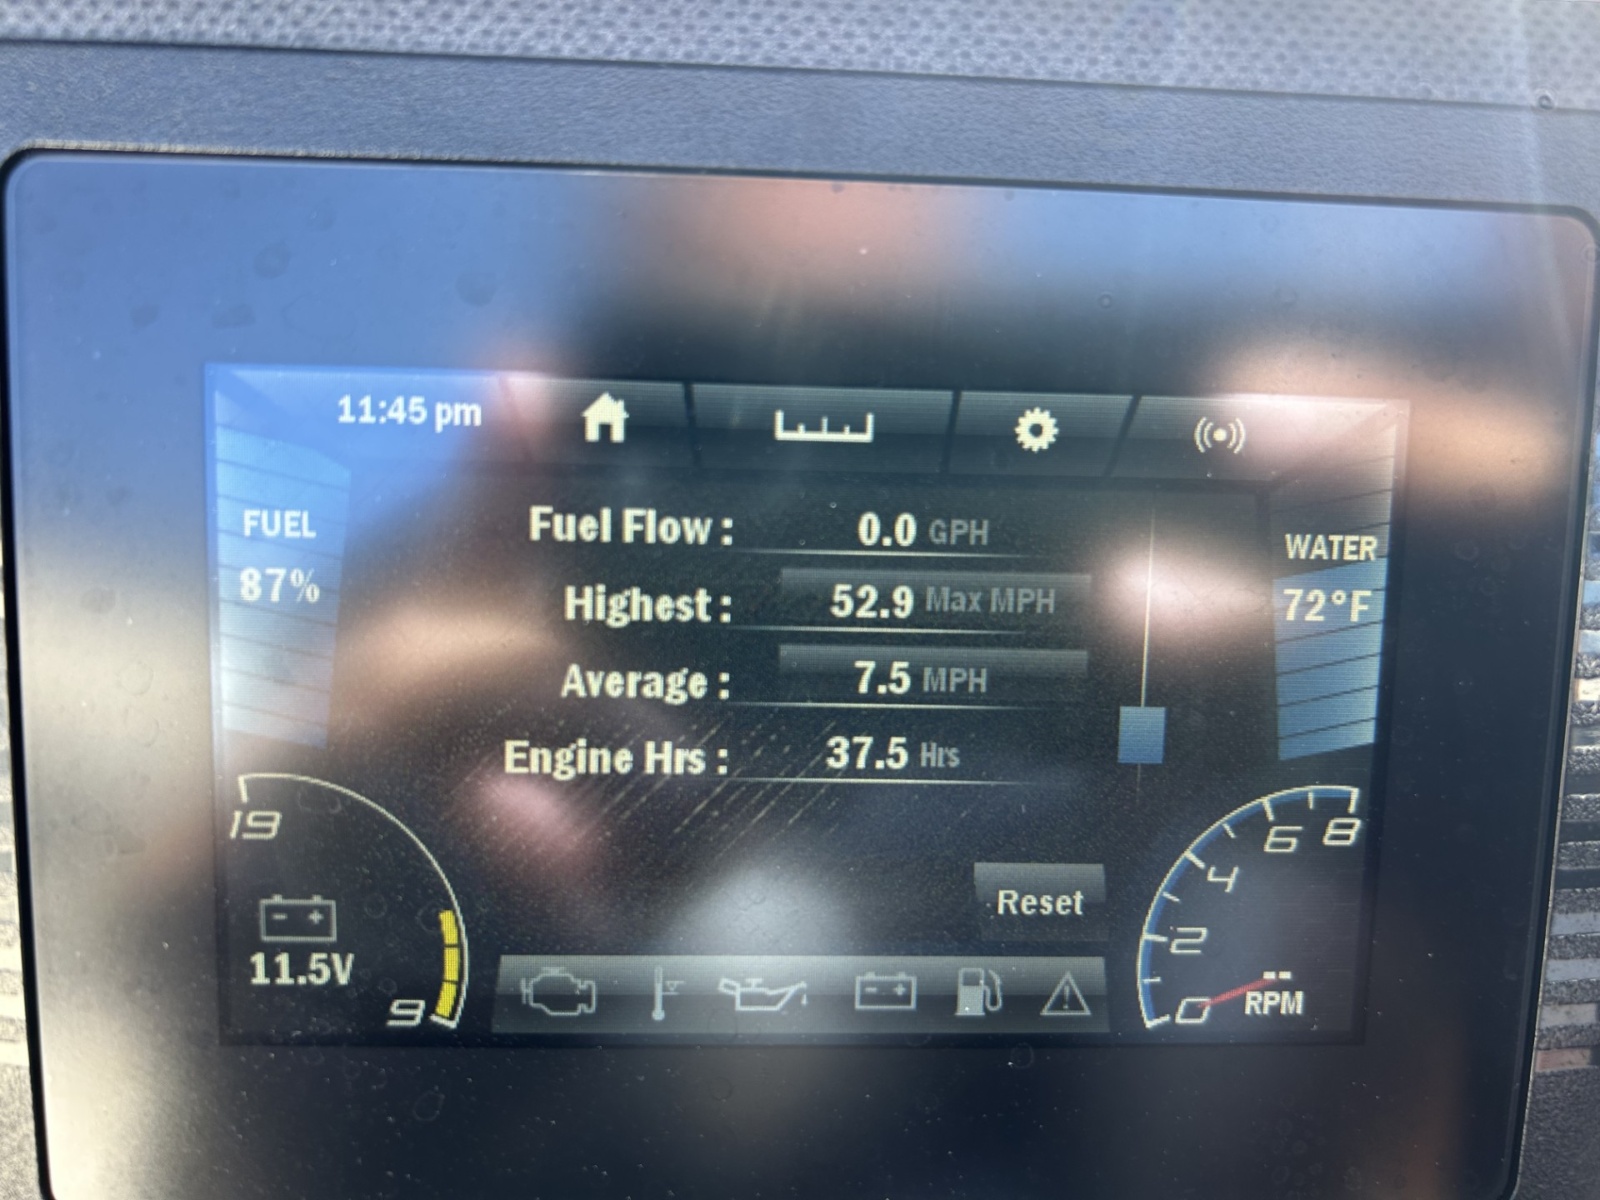 11:45 pm
FUEL
87%
Fuel Flow : 0.0 GPH
Highest : 52.9 Max MPH
Average : 7.5 MPH
Engine Hrs : 37.5 Hrs
WATER
72°F
19
11.5V
9
Reset
8
6
4
2
0
--
RPM